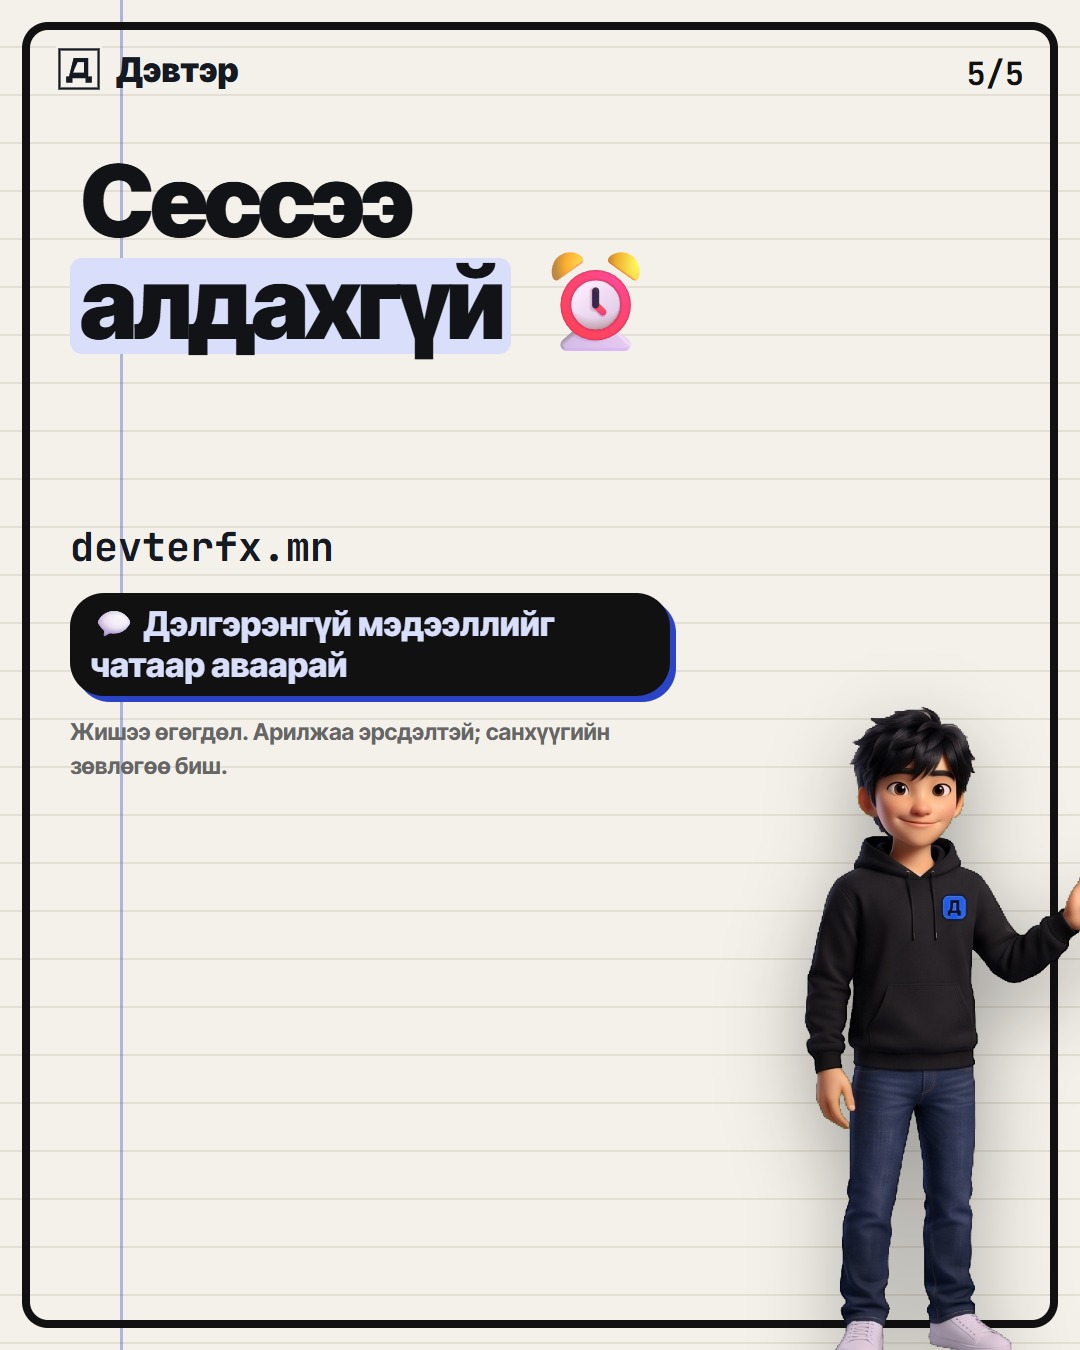 Д Дэвтэр
5/5
Сессээ
алдахгүй
devterfx.mn
Дэлгэрэнгүй мэдээллийг
чатаар аваарай
Жишээ өгөгдөл. Арилжаа эрсдэлтэй; санхүүгийн
зөвлөгөө биш.
Д